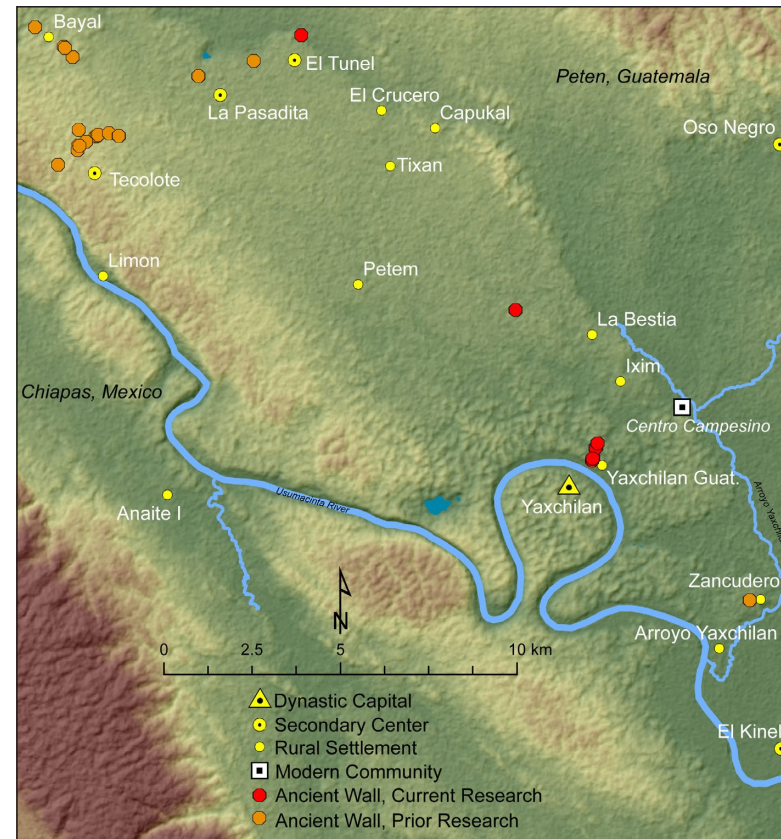 Bayal
El Tunel
Peten, Guatemala
El Crucero
La Pasadita
Capukal
Oso Negro
Tixan
Tecolote
Limon
Petem
La Bestia
Ixim
Chiapas, Mexico
Centro Campesino
Yaxchilan Guat.
Usumacinta River
Yaxchilan
Anaite I
Arroyo Yaxchilan
Zancudero
N
Arroyo Yaxchilan
0 2.5 5 10 km
El Kinel
Dynastic Capital
Secondary Center
Rural Settlement
Modern Community
Ancient Wall, Current Research
Ancient Wall, Prior Research